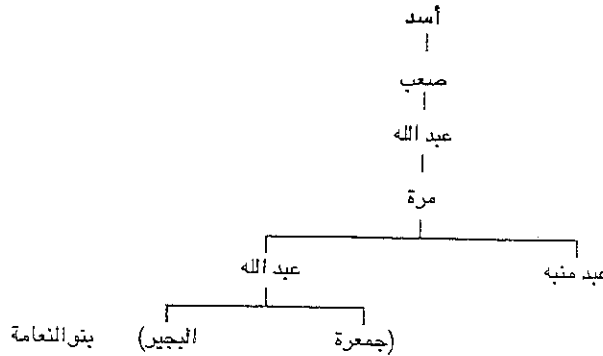 أسد
صعب
عبد الله
مرة
عبد منبه عبد الله
(جمعرة البجير) بنو النعامة